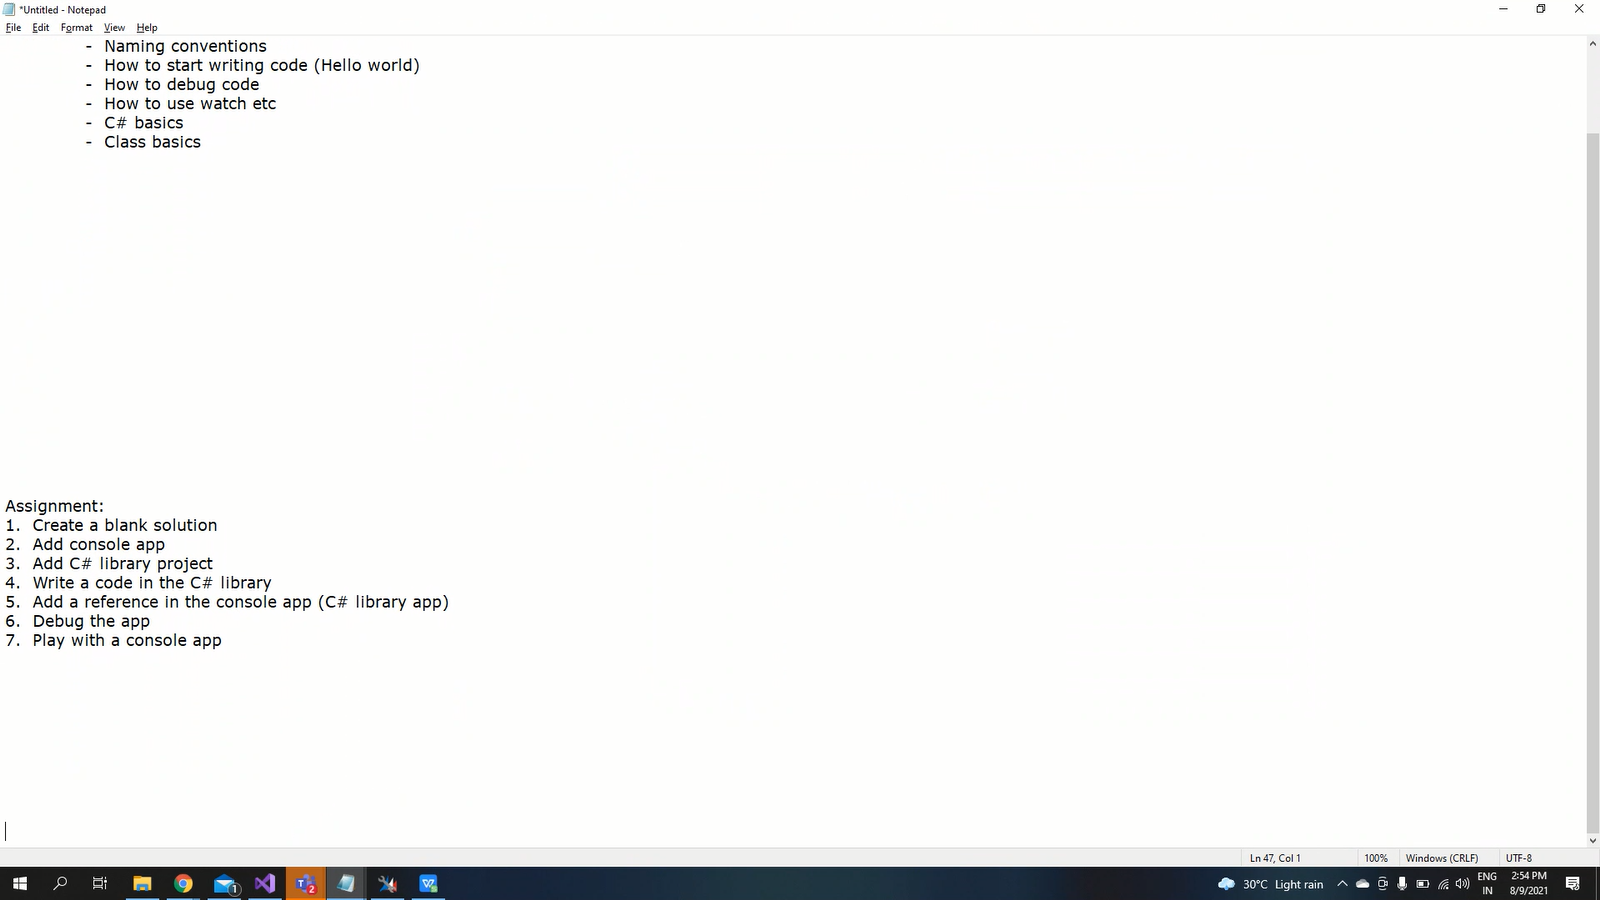 *Untitled - Notepad
File Edit Format View Help
- Naming conventions
- How to start writing code (Hello world)
- How to debug code
- How to use watch etc
- C# basics
- Class basics
Assignment:
1. Create a blank solution
2. Add console app
3. Add C# library project
4. Write a code in the C# library
5. Add a reference in the console app (C# library app)
6. Debug the app
7. Play with a console app
Ln 47, Col 1 100% Windows (CRLF) UTF-8
1 2 30°C Light rain ENG IN 2:54 PM 8/9/2021